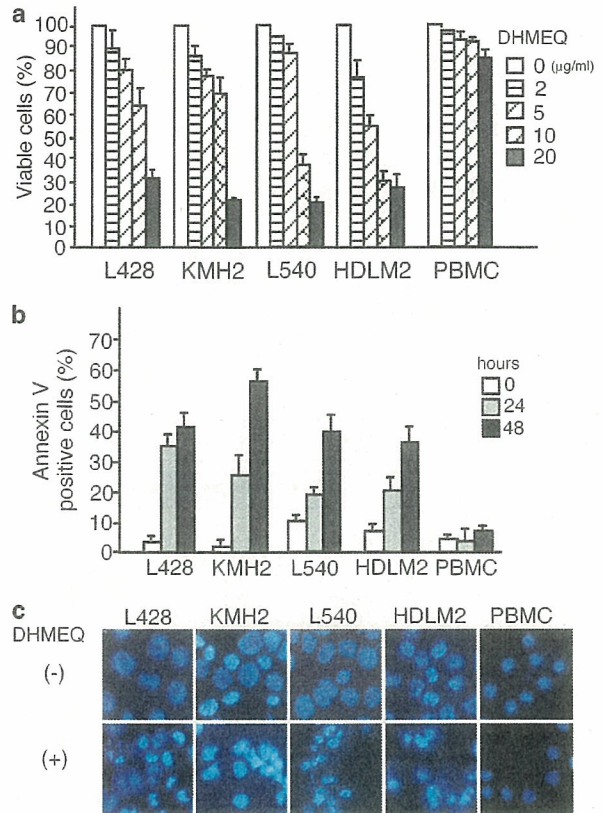 a
DHMEQ
0 (μg/ml)
2
5
10
20
Viable cells (%)
100
90
80
70
60
50
40
30
20
10
0
L428 KMH2 L540 HDLM2 PBMC
b
hours
0
24
48
Annexin V
positive cells (%)
70
60
50
40
30
20
10
0
L428 KMH2 L540 HDLM2 PBMC
c
L428 KMH2 L540 HDLM2 PBMC
DHMEQ
(-)
(+)